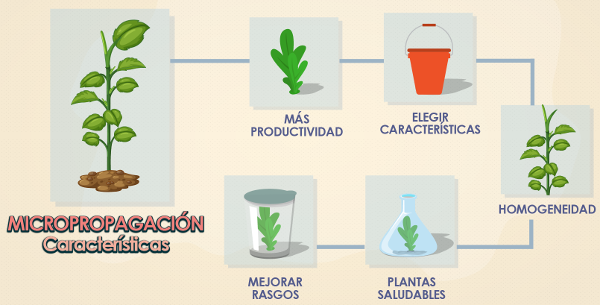 MICROPROPAGACIÓN
Características
MÁS
PRODUCTIVIDAD
ELEGIR
CARACTERÍSTICAS
HOMOGENEIDAD
PLANTAS
SALUDABLES
MEJORAR
RASGOS